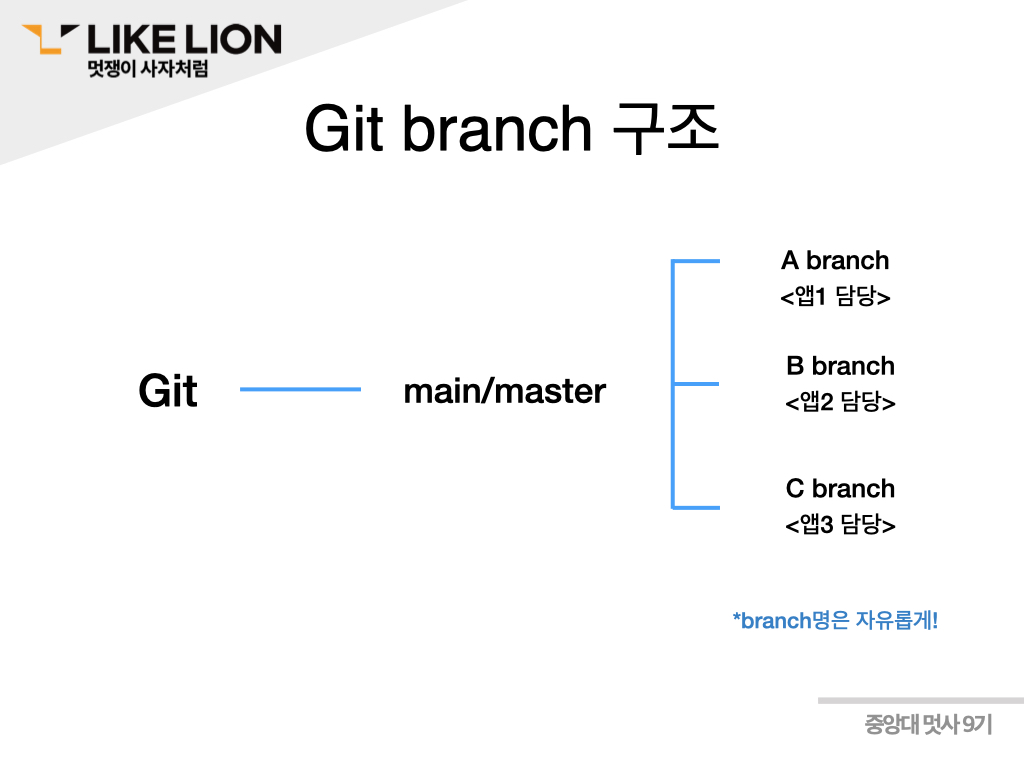 LIKE LION
멋쟁이 사자처럼
Git branch 구조
Git
main/master
A branch
<앱1 담당>
B branch
<앱2 담당>
C branch
<앱3 담당>
*branch명은 자유롭게!
중앙대 멋사 9기